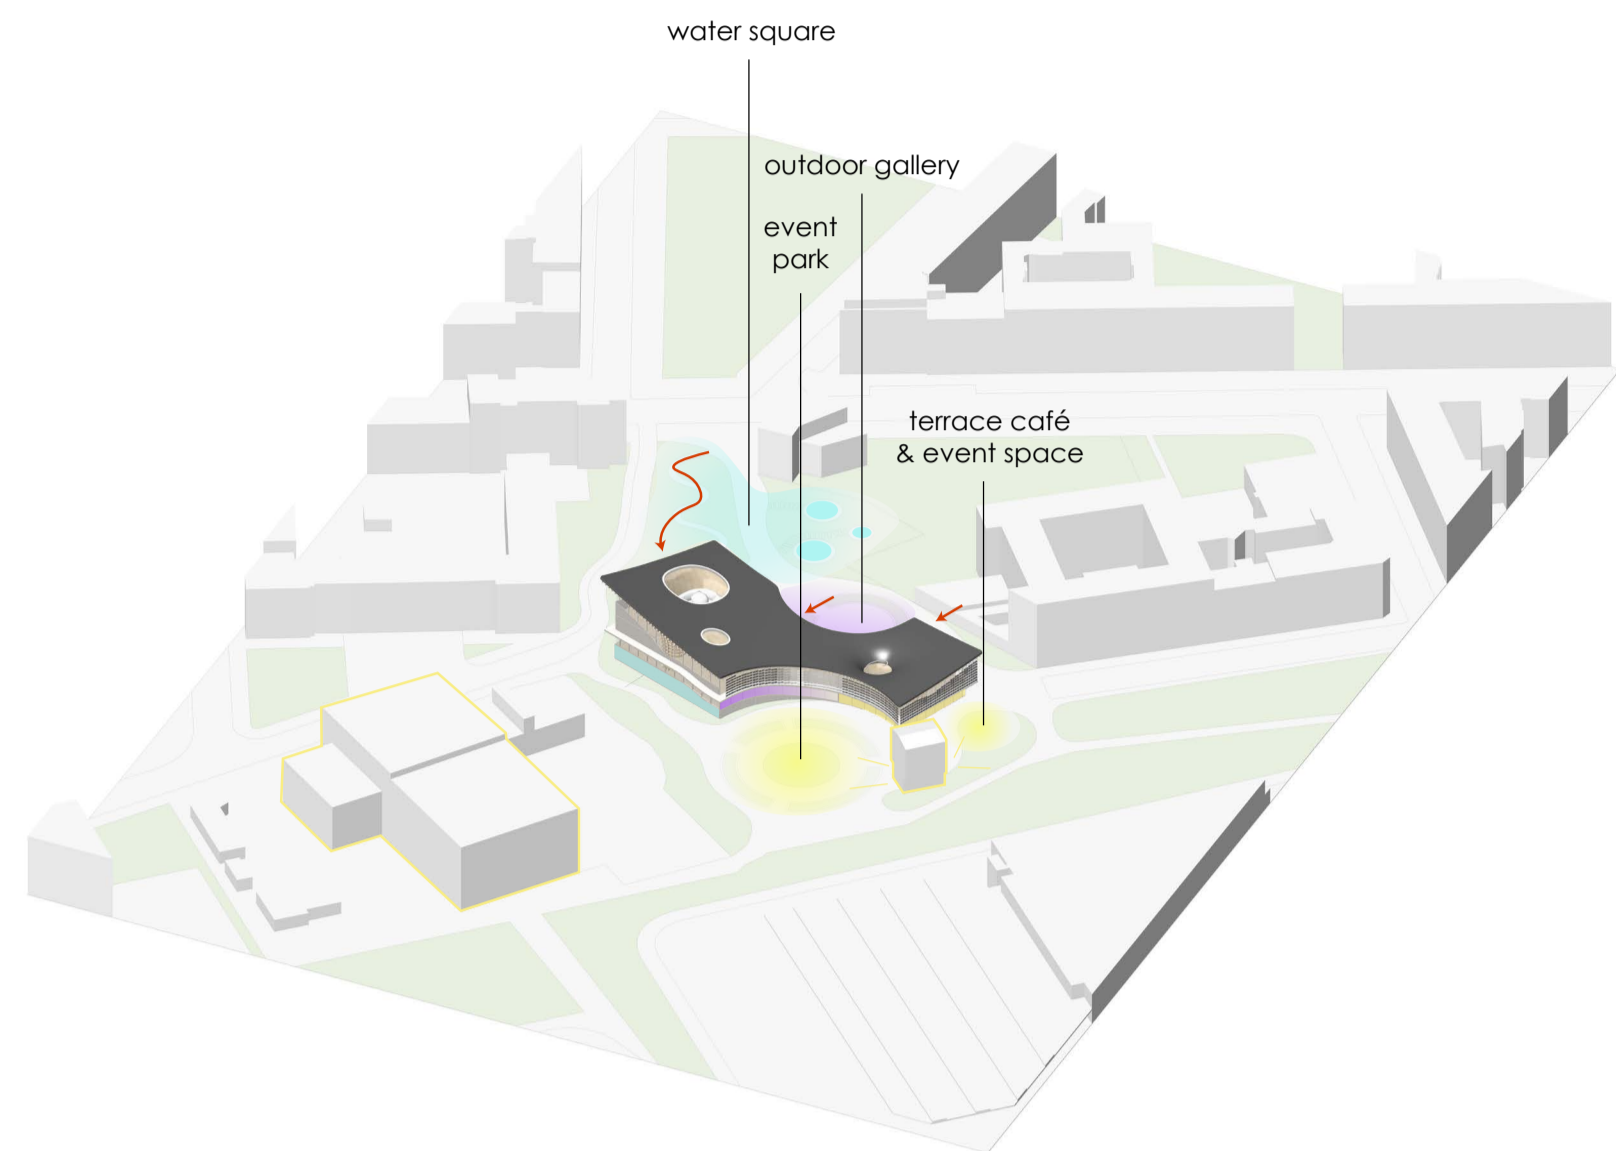 water square
outdoor gallery
event
park
terrace café
& event space